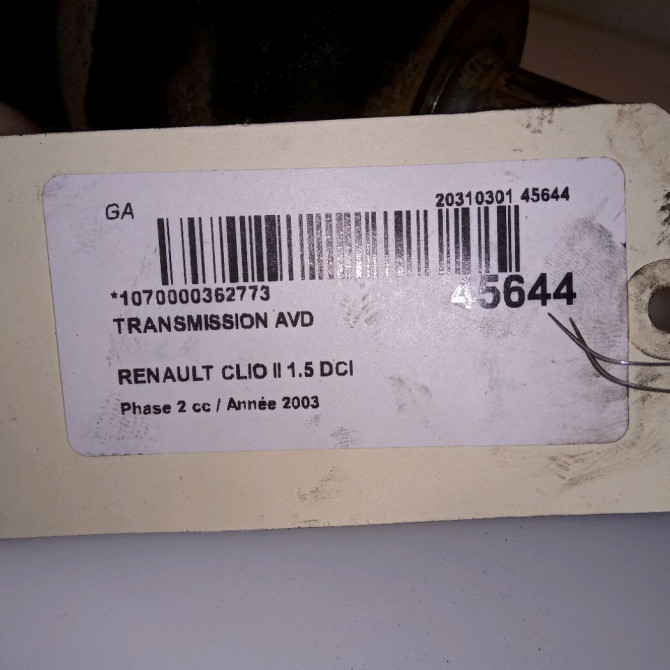 GA
20310301 45644
*1070000362773
45644
TRANSMISSION AVD
RENAULT CLIO II 1.5 DCI
Phase 2 cc / Année 2003